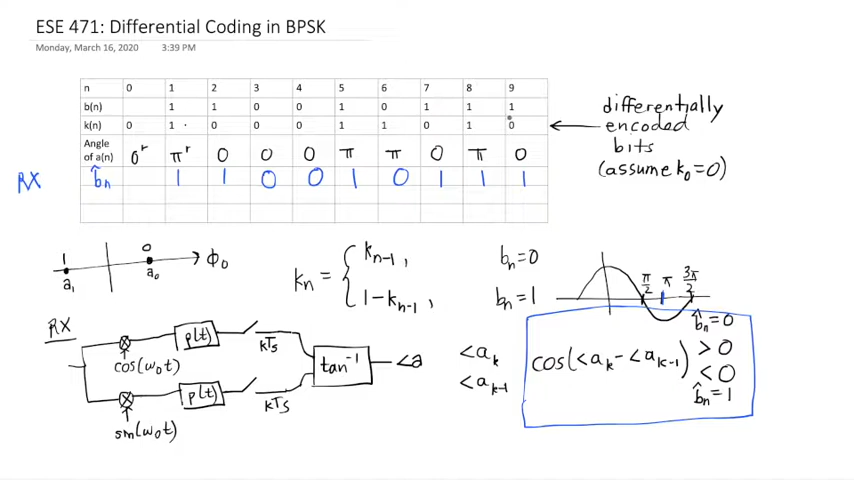 ESE 471: Differential Coding in BPSK
Monday, March 16, 2020 3:39 PM
n 0 1 2 3 4 5 6 7 8 9
b(n) 1 1 0 0 1 0 1 1 1
k(n) 0 1 0 0 0 1 1 0 1 0
Angle of a(n) 0ʳ πʳ 0 0 0 π π 0 π 0
RX b̂n 1 1 0 0 1 0 1 1 1
differentially
encoded
bits
(assume k₀=0)
1 0 ϕ₀
a₁ a₀
kₙ = { kₙ₋₁, bₙ=0
1-kₙ₋₁, bₙ=1
π/2 π 3π/2
RX
cos(ω₀t)
p(t)
kTs
tan⁻¹
∠a
sin(ω₀t)
p(t)
kTs
∠aₖ
∠aₖ₋₁
b̂ₙ=0
cos(∠aₖ-∠aₖ₋₁) > 0
< 0
b̂ₙ=1